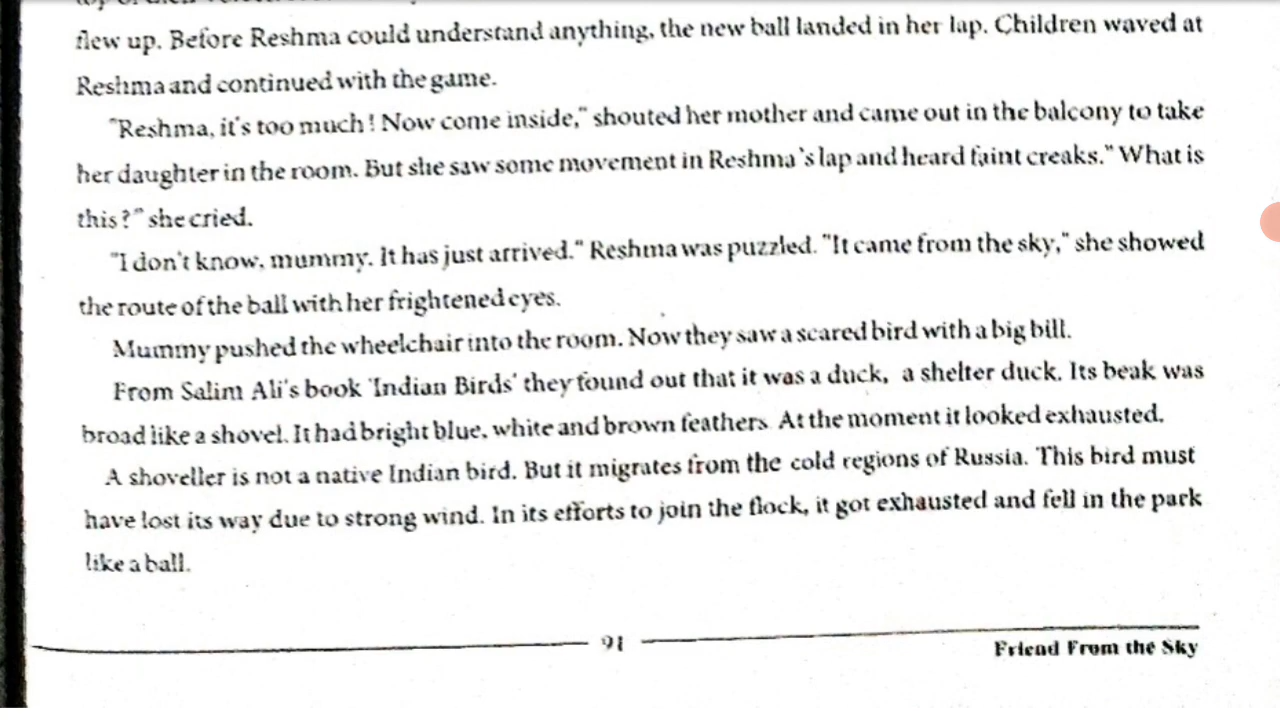 flew up. Before Reshma could understand anything, the new ball landed in her lap. Children waved at
Reshma and continued with the game.
"Reshma, it's too much! Now come inside," shouted her mother and came out in the balcony to take
her daughter in the room. But she saw some movement in Reshma's lap and heard faint creaks." What is
this?" she cried.
"I don't know, mummy. It has just arrived." Reshma was puzzled. "It came from the sky," she showed
the route of the ball with her frightened eyes.
Mummy pushed the wheelchair into the room. Now they saw a scared bird with a big bill.
From Salim Ali's book 'Indian Birds' they found out that it was a duck, a shelter duck. Its beak was
broad like a shovel. It had bright blue, white and brown feathers. At the moment it looked exhausted.
A shoveller is not a native Indian bird. But it migrates from the cold regions of Russia. This bird must
have lost its way due to strong wind. In its efforts to join the flock, it got exhausted and fell in the park
like a ball.
91
Friend From the Sky